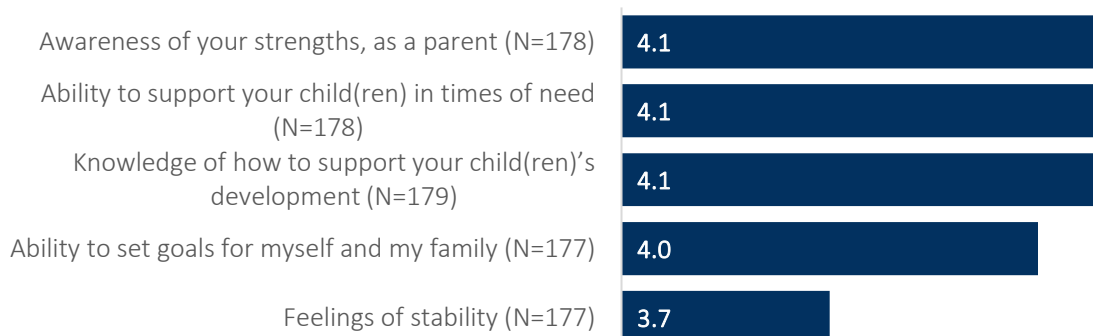 Awareness of your strengths, as a parent (N=178)
4.1
Ability to support your child(ren) in times of need
(N=178)
4.1
Knowledge of how to support your child(ren)’s
development (N=179)
4.1
Ability to set goals for myself and my family (N=177)
4.0
Feelings of stability (N=177)
3.7